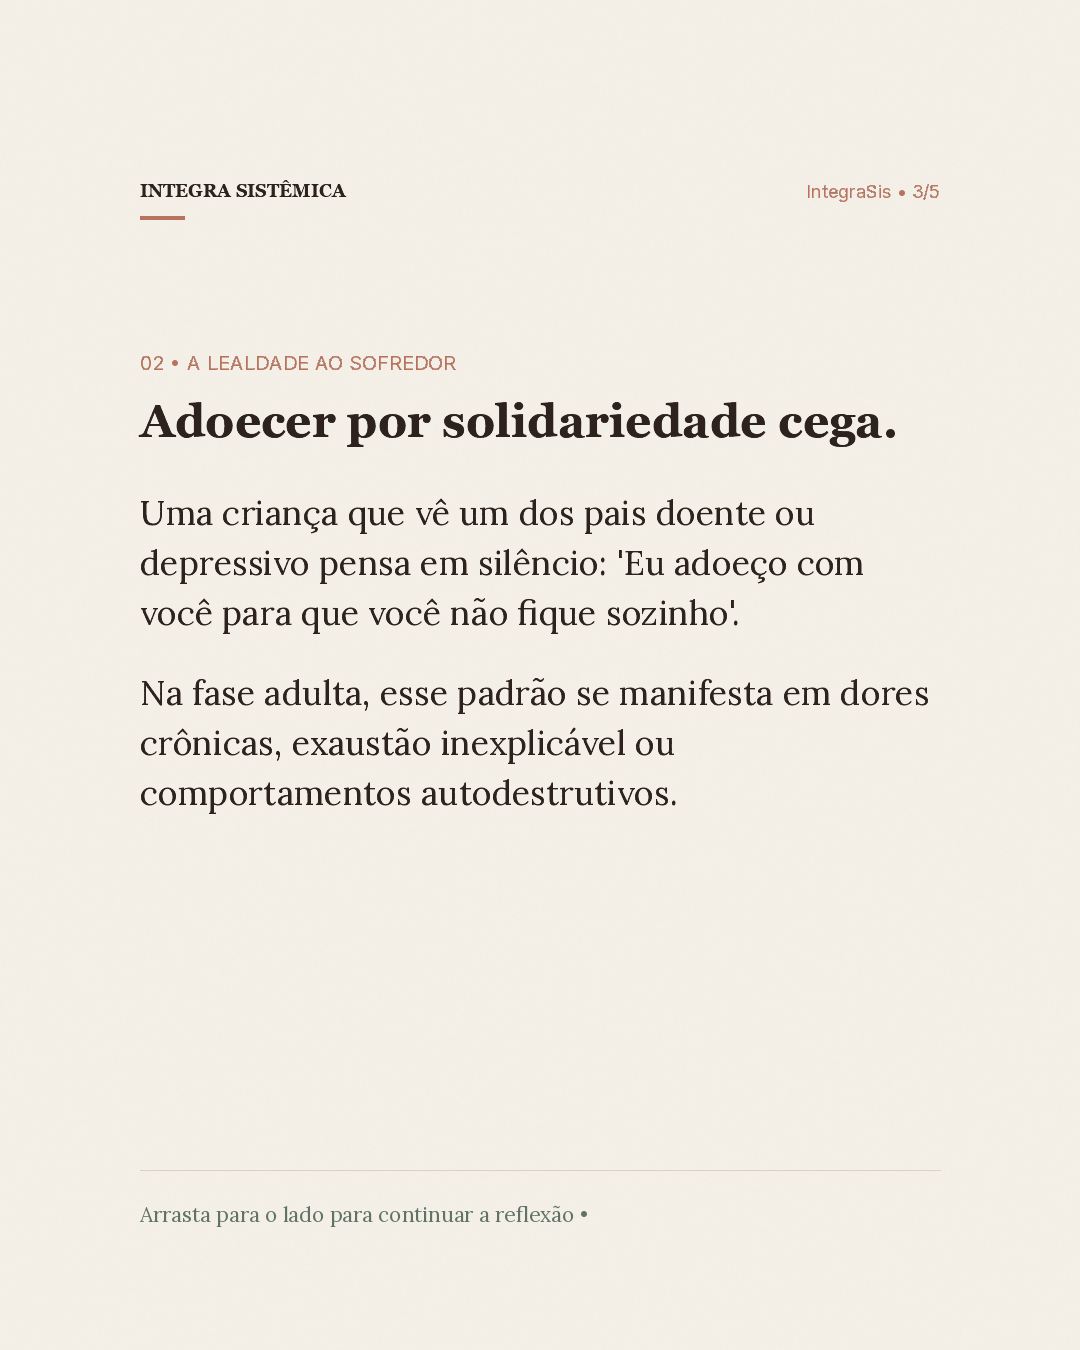 INTEGRA SISTÊMICA
IntegraSis • 3/5
02 • A LEALDADE AO SOFREDOR
Adoecer por solidariedade cega.
Uma criança que vê um dos pais doente ou
depressivo pensa em silêncio: 'Eu adoeço com
você para que você não fique sozinho'.
Na fase adulta, esse padrão se manifesta em dores
crônicas, exaustão inexplicável ou
comportamentos autodestrutivos.
Arrasta para o lado para continuar a reflexão •